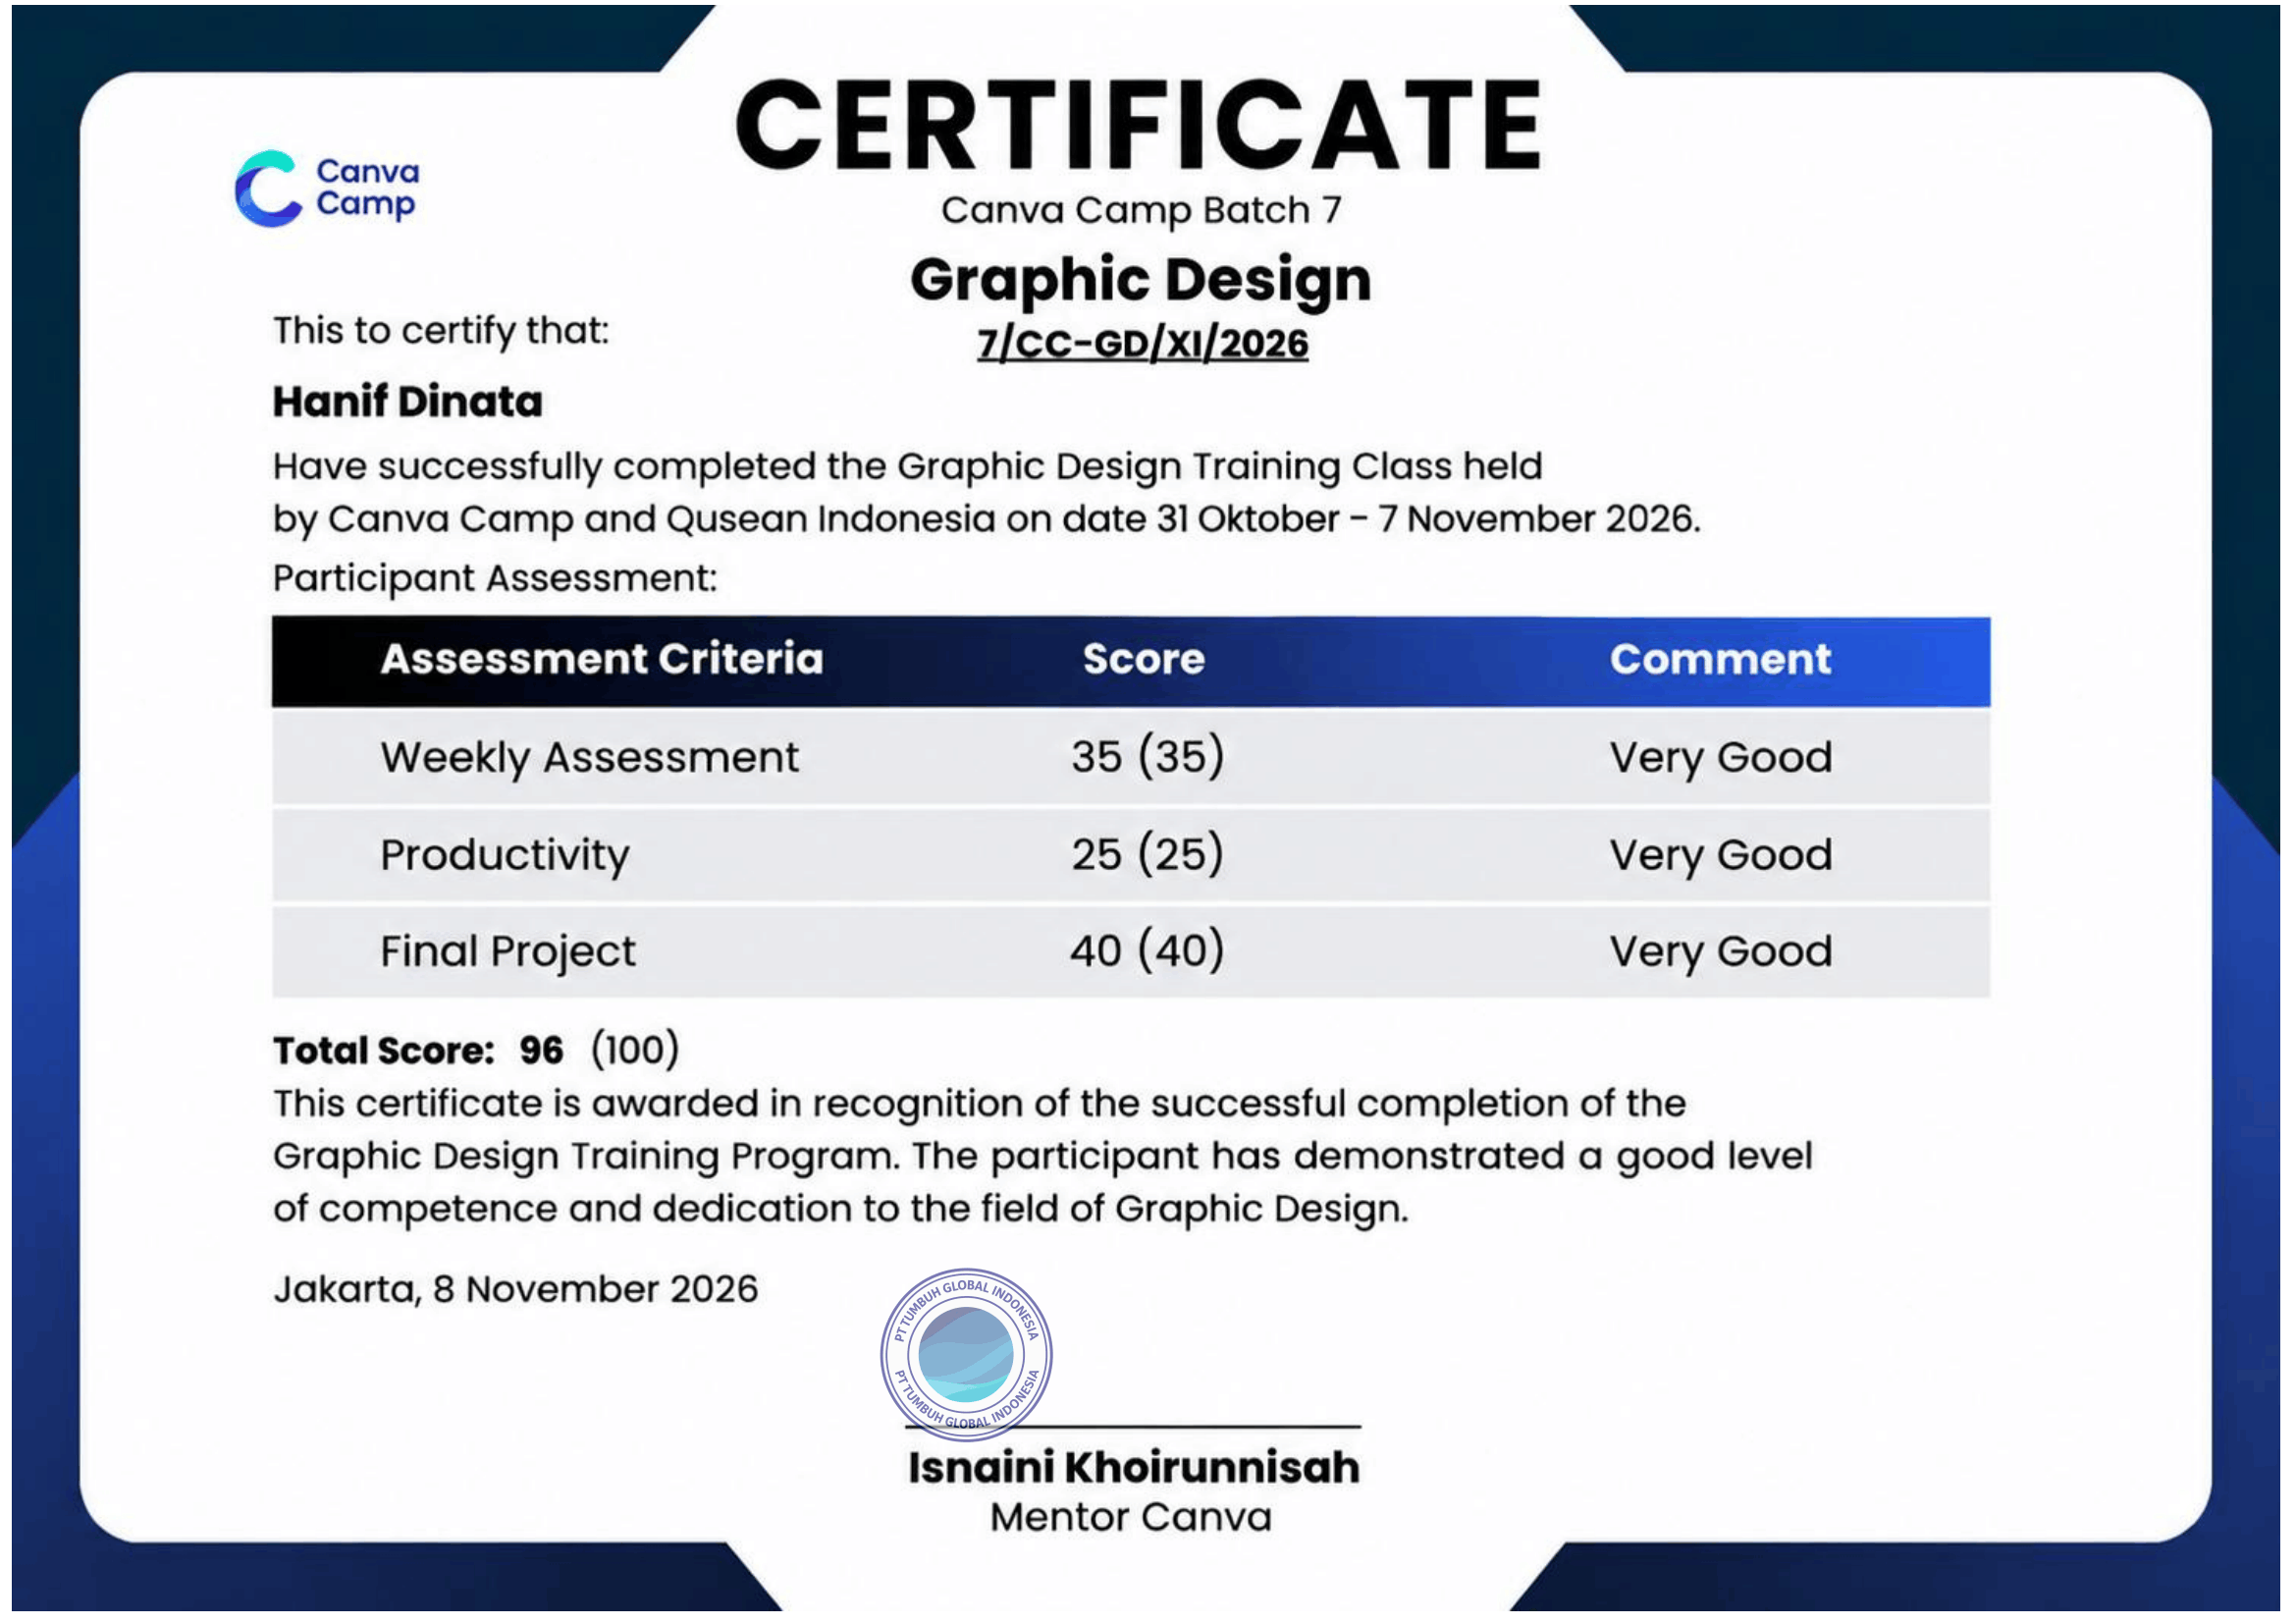 CERTIFICATE
Canva
Camp
Canva Camp Batch 7
Graphic Design
7/CC-GD/XI/2026
This to certify that:
Hanif Dinata
Have successfully completed the Graphic Design Training Class held
by Canva Camp and Qusean Indonesia on date 31 Oktober - 7 November 2026.
Participant Assessment:
Assessment Criteria Score Comment
Weekly Assessment 35 (35) Very Good
Productivity 25 (25) Very Good
Final Project 40 (40) Very Good
Total Score: 96 (100)
This certificate is awarded in recognition of the successful completion of the
Graphic Design Training Program. The participant has demonstrated a good level
of competence and dedication to the field of Graphic Design.
Jakarta, 8 November 2026
PT TUMBUH GLOBAL INDONESIA
PT TUMBUH GLOBAL INDONESIA
Isnaini Khoirunnisah
Mentor Canva